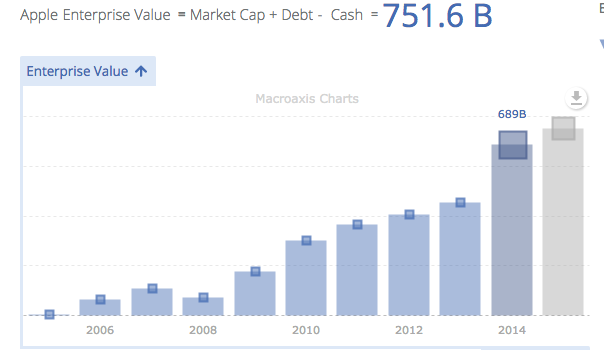 Apple Enterprise Value = Market Cap + Debt - Cash = 751.6 B
Enterprise Value ↑
Macroaxis Charts
689B
2006 2008 2010 2012 2014